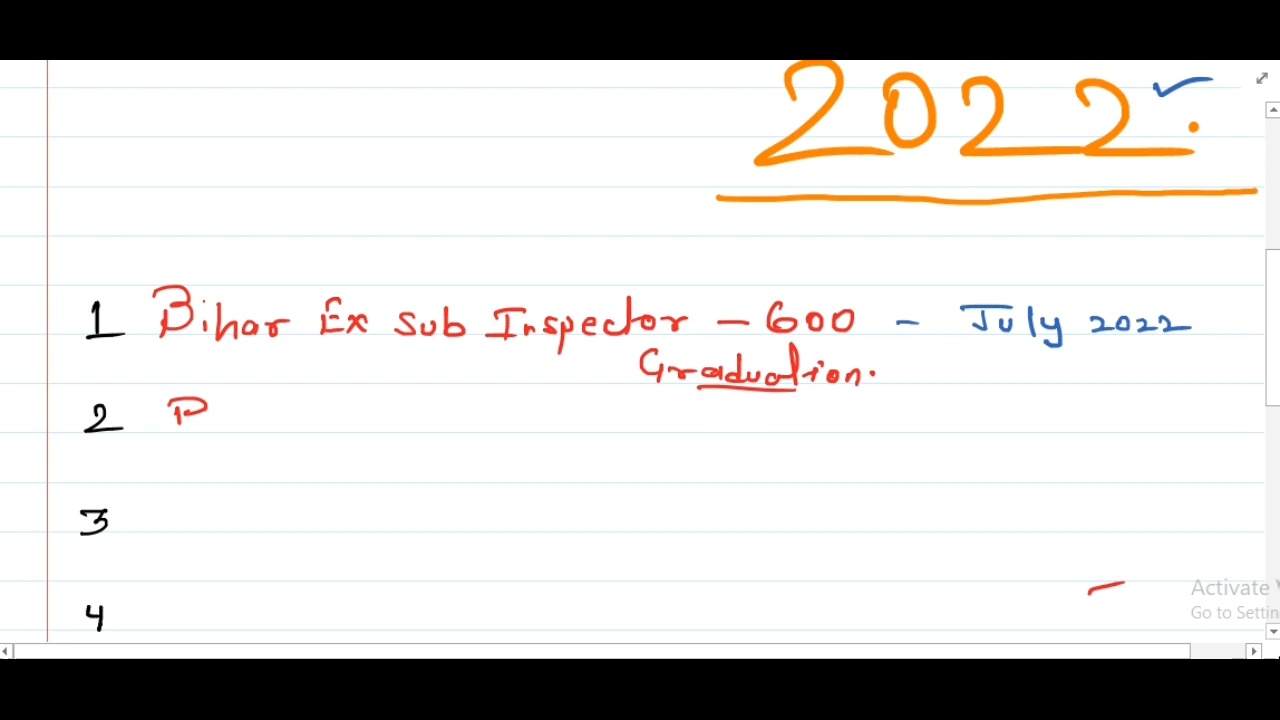 2022.
1 Bihar Ex Sub Inspector - 600 - July 2022
Graduation.
2 P
3
4
Activate
Go to Settin